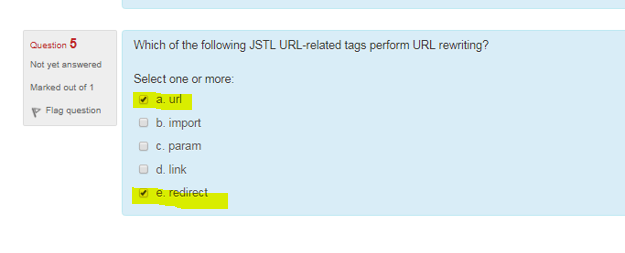 Question 5
Not yet answered
Marked out of 1
Flag question
Which of the following JSTL URL-related tags perform URL rewriting?
Select one or more:
a. url
b. import
c. param
d. link
e. redirect